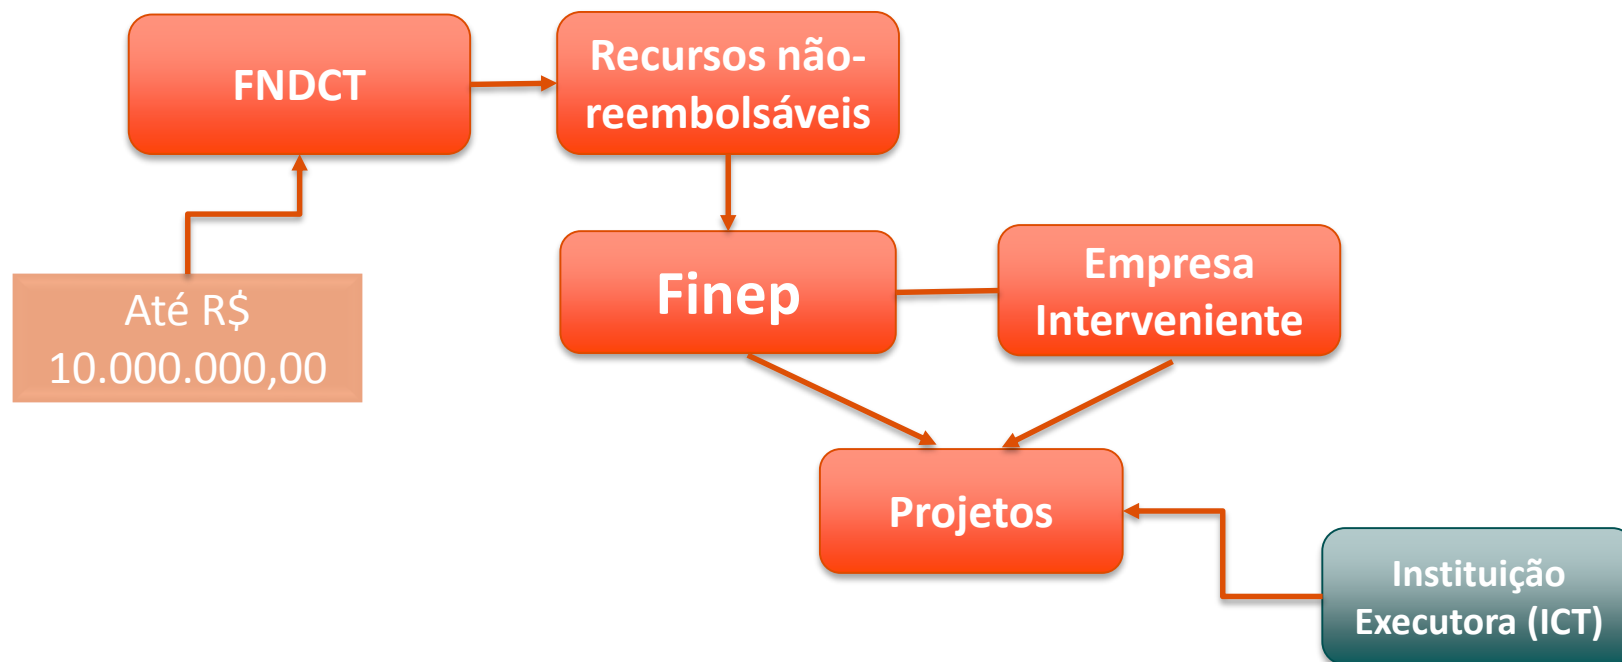 FNDCT
Recursos não-
reembolsáveis
Até R$
10.000.000,00
Finep
Empresa
Interveniente
Projetos
Instituição
Executora (ICT)